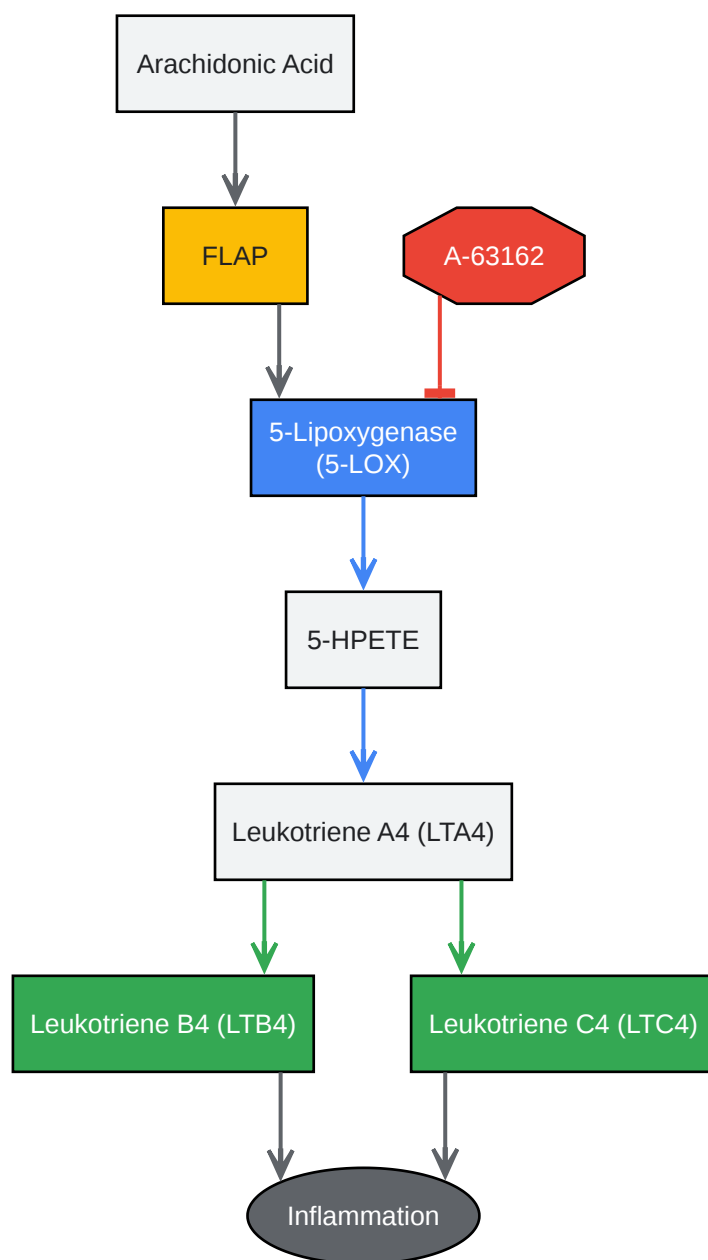 Arachidonic Acid
FLAP
A-63162
5-Lipoxygenase
(5-LOX)
5-HPETE
Leukotriene A4 (LTA4)
Leukotriene B4 (LTB4)
Leukotriene C4 (LTC4)
Inflammation